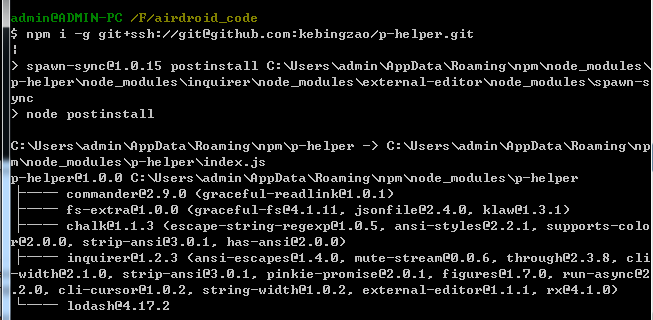 admin@ADMIN-PC /F/airdroid_code
$ npm i -g git+ssh://git@github.com:kebingzao/p-helper.git
¦
> spawn-sync@1.0.15 postinstall C:\Users\admin\AppData\Roaming\npm\node_modules\
p-helper\node_modules\inquirer\node_modules\external-editor\node_modules\spawn-s
ync
> node postinstall
C:\Users\admin\AppData\Roaming\npm\p-helper -> C:\Users\admin\AppData\Roaming\np
m\node_modules\p-helper\index.js
p-helper@1.0.0 C:\Users\admin\AppData\Roaming\npm\node_modules\p-helper
├──── commander@2.9.0 (graceful-readlink@1.0.1)
├──── fs-extra@1.0.0 (graceful-fs@4.1.11, jsonfile@2.4.0, klaw@1.3.1)
├──── chalk@1.1.3 (escape-string-regexp@1.0.5, ansi-styles@2.2.1, supports-colo
r@2.0.0, strip-ansi@3.0.1, has-ansi@2.0.0)
├──── inquirer@1.2.3 (ansi-escapes@1.4.0, mute-stream@0.0.6, through@2.3.8, cli
-width@2.1.0, strip-ansi@3.0.1, pinkie-promise@2.0.1, figures@1.7.0, run-async@2
.2.0, cli-cursor@1.0.2, string-width@1.0.2, external-editor@1.1.1, rx@4.1.0)
└──── lodash@4.17.2